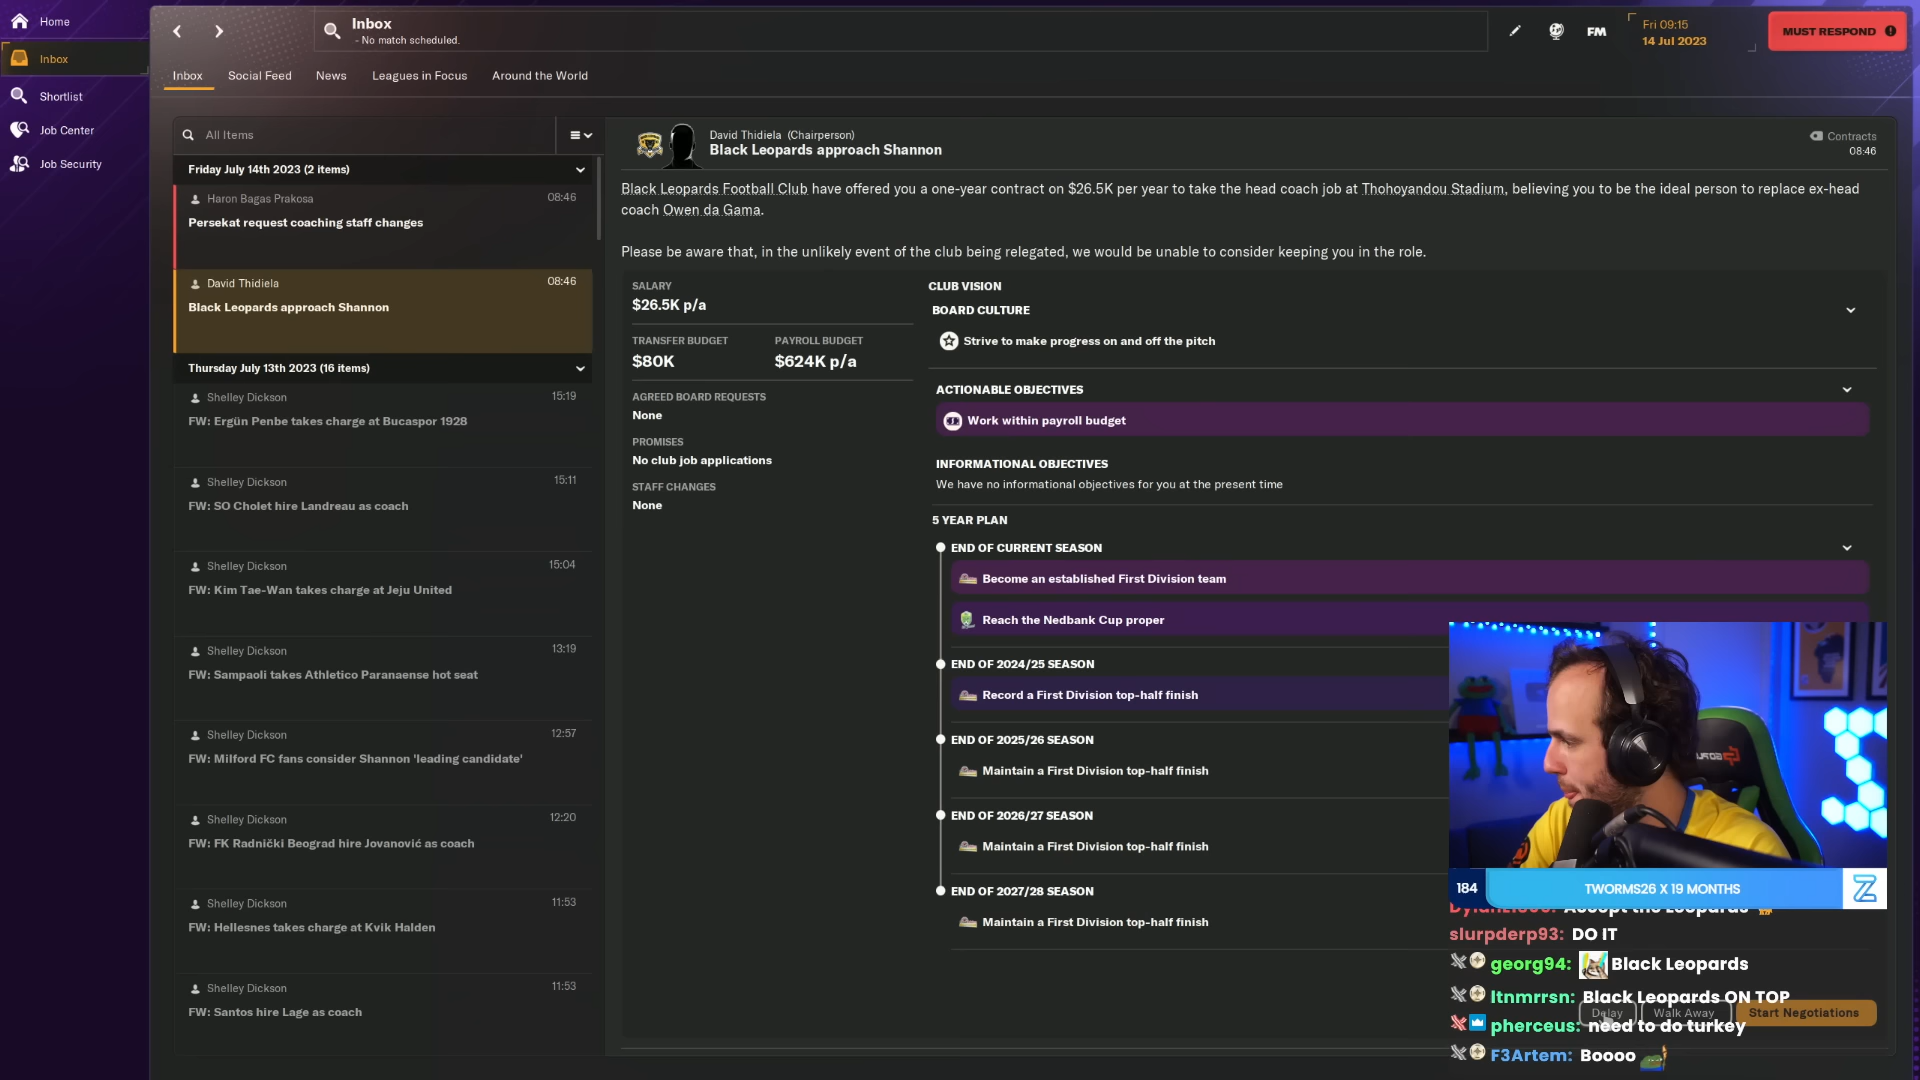 Home
Inbox
Shortlist
Job Center
Job Security
Inbox
- No match scheduled.
FM
Fri 09:15
14 Jul 2023
MUST RESPOND
Inbox
Social Feed
News
Leagues in Focus
Around the World
All Items
Friday July 14th 2023 (2 items)
Haron Bagas Prakosa
08:46
Persekat request coaching staff changes
David Thidiela
08:46
Black Leopards approach Shannon
Thursday July 13th 2023 (16 items)
Shelley Dickson
15:19
FW: Ergün Penbe takes charge at Bucaspor 1928
Shelley Dickson
15:11
FW: SO Cholet hire Landreau as coach
Shelley Dickson
15:04
FW: Kim Tae-Wan takes charge at Jeju United
Shelley Dickson
13:19
FW: Sampaoli takes Athletico Paranaense hot seat
Shelley Dickson
12:57
FW: Milford FC fans consider Shannon 'leading candidate'
Shelley Dickson
12:20
FW: FK Radnički Beograd hire Jovanović as coach
Shelley Dickson
11:53
FW: Hellesnes takes charge at Kvik Halden
Shelley Dickson
11:53
FW: Santos hire Lage as coach
David Thidiela (Chairperson)
Black Leopards approach Shannon
Contracts
08:46
Black Leopards Football Club have offered you a one-year contract on $26.5K per year to take the head coach job at Thohoyandou Stadium, believing you to be the ideal person to replace ex-head
coach Owen da Gama.
Please be aware that, in the unlikely event of the club being relegated, we would be unable to consider keeping you in the role.
SALARY
$26.5K p/a
TRANSFER BUDGET
$80K
PAYROLL BUDGET
$624K p/a
AGREED BOARD REQUESTS
None
PROMISES
No club job applications
STAFF CHANGES
None
CLUB VISION
BOARD CULTURE
Strive to make progress on and off the pitch
ACTIONABLE OBJECTIVES
Work within payroll budget
INFORMATIONAL OBJECTIVES
We have no informational objectives for you at the present time
5 YEAR PLAN
END OF CURRENT SEASON
Become an established First Division team
Reach the Nedbank Cup proper
END OF 2024/25 SEASON
Record a First Division top-half finish
END OF 2025/26 SEASON
Maintain a First Division top-half finish
END OF 2026/27 SEASON
Maintain a First Division top-half finish
END OF 2027/28 SEASON
Maintain a First Division top-half finish
184
TWORMS26 X 19 MONTHS
Z
Accept the Leopards
slurpderp93: DO IT
georg94: Black Leopards
ltnmrrsn: Black Leopards ON TOP
Delay
Walk Away
Start Negotiations
pherceus: need to do turkey
F3Artem: Boooo